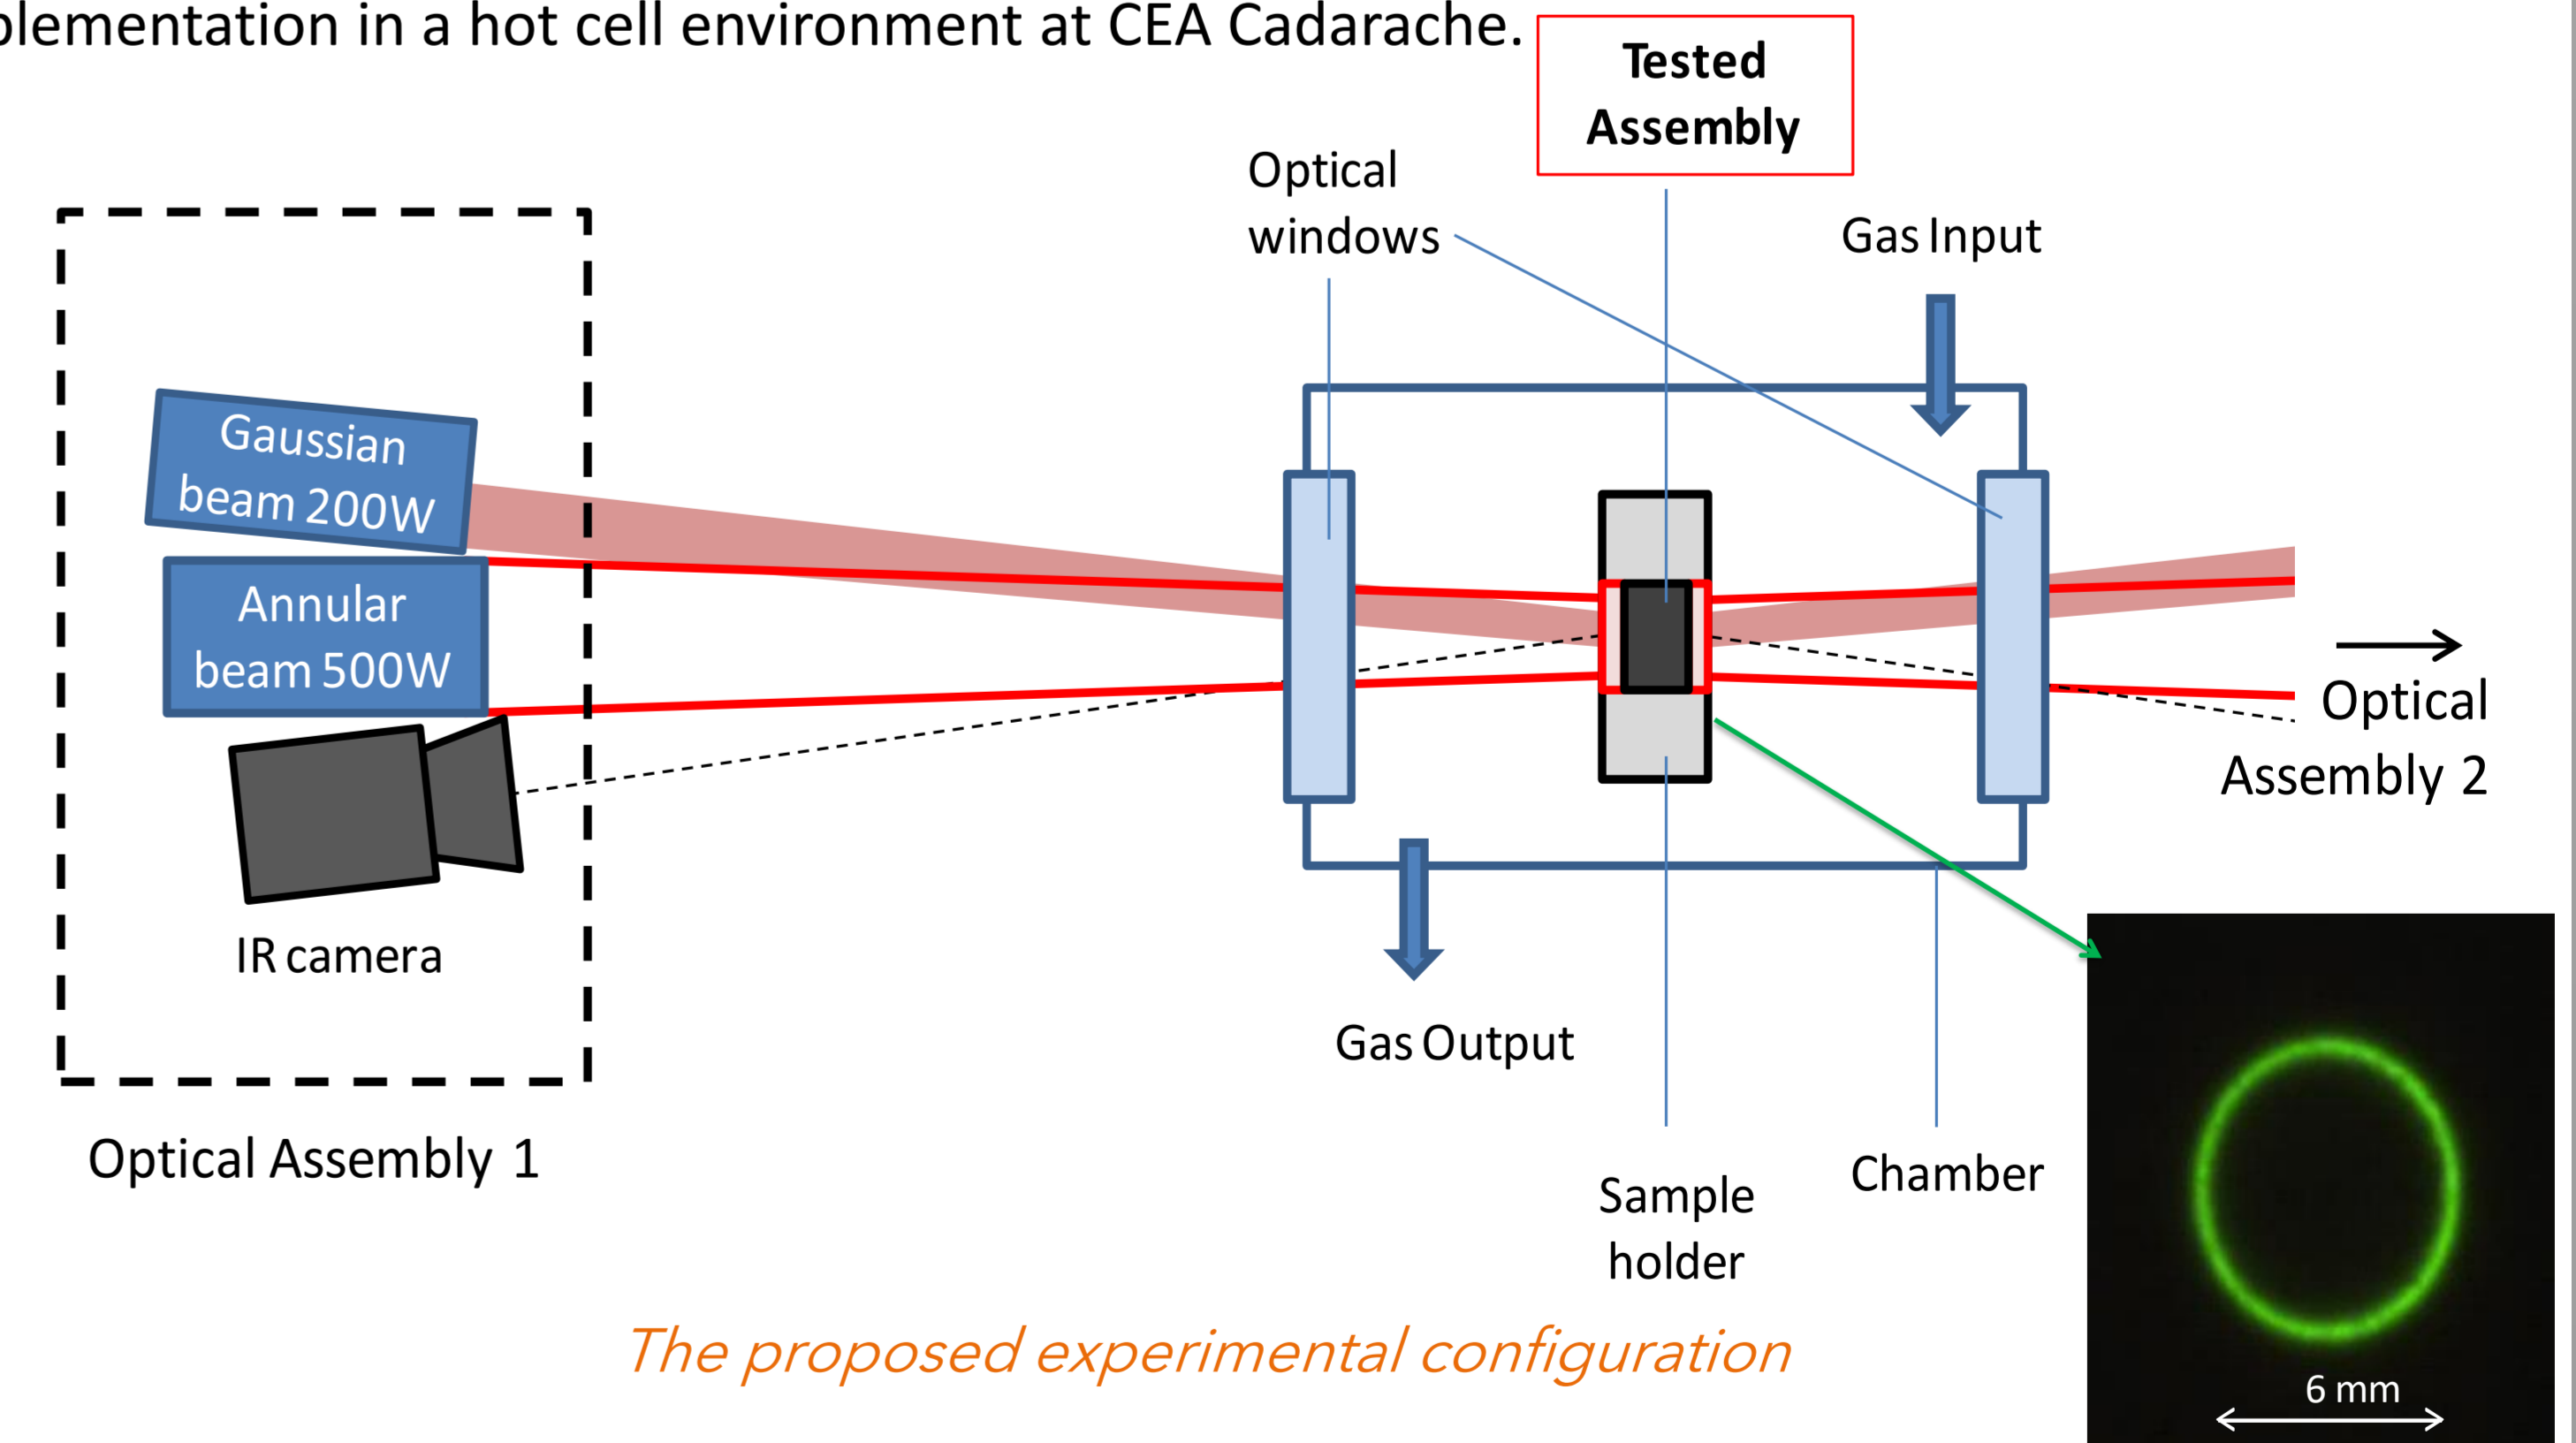 plementation in a hot cell environment at CEA Cadarache.
Tested
Assembly
Optical
windows
Gas Input
Gaussian
beam 200W
Annular
beam 500W
IR camera
Optical Assembly 1
Optical
Assembly 2
Gas Output
Sample
holder
Chamber
6 mm
The proposed experimental configuration